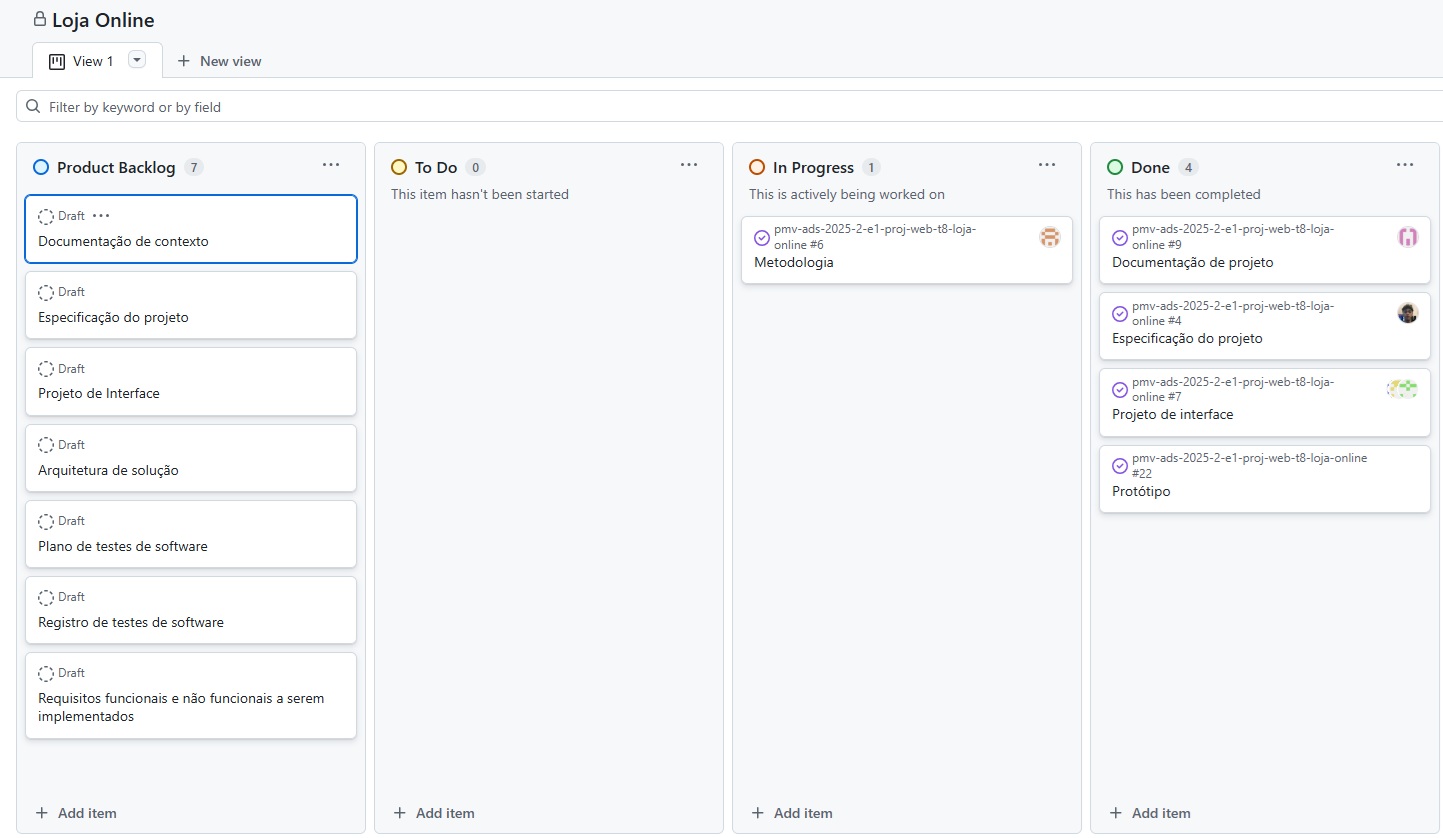 Loja Online
View 1
New view
Filter by keyword or by field
Product Backlog 7
Draft
Documentação de contexto
Draft
Especificação do projeto
Draft
Projeto de Interface
Draft
Arquitetura de solução
Draft
Plano de testes de software
Draft
Registro de testes de software
Draft
Requisitos funcionais e não funcionais a serem
implementados
Add item
To Do 0
This item hasn't been started
Add item
In Progress 1
This is actively being worked on
pmv-ads-2025-2-e1-proj-web-t8-loja-
online #6
Metodologia
Add item
Done 4
This has been completed
pmv-ads-2025-2-e1-proj-web-t8-loja-
online #9
Documentação de projeto
pmv-ads-2025-2-e1-proj-web-t8-loja-
online #4
Especificação do projeto
pmv-ads-2025-2-e1-proj-web-t8-loja-
online #7
Projeto de interface
pmv-ads-2025-2-e1-proj-web-t8-loja-online
#22
Protótipo
Add item